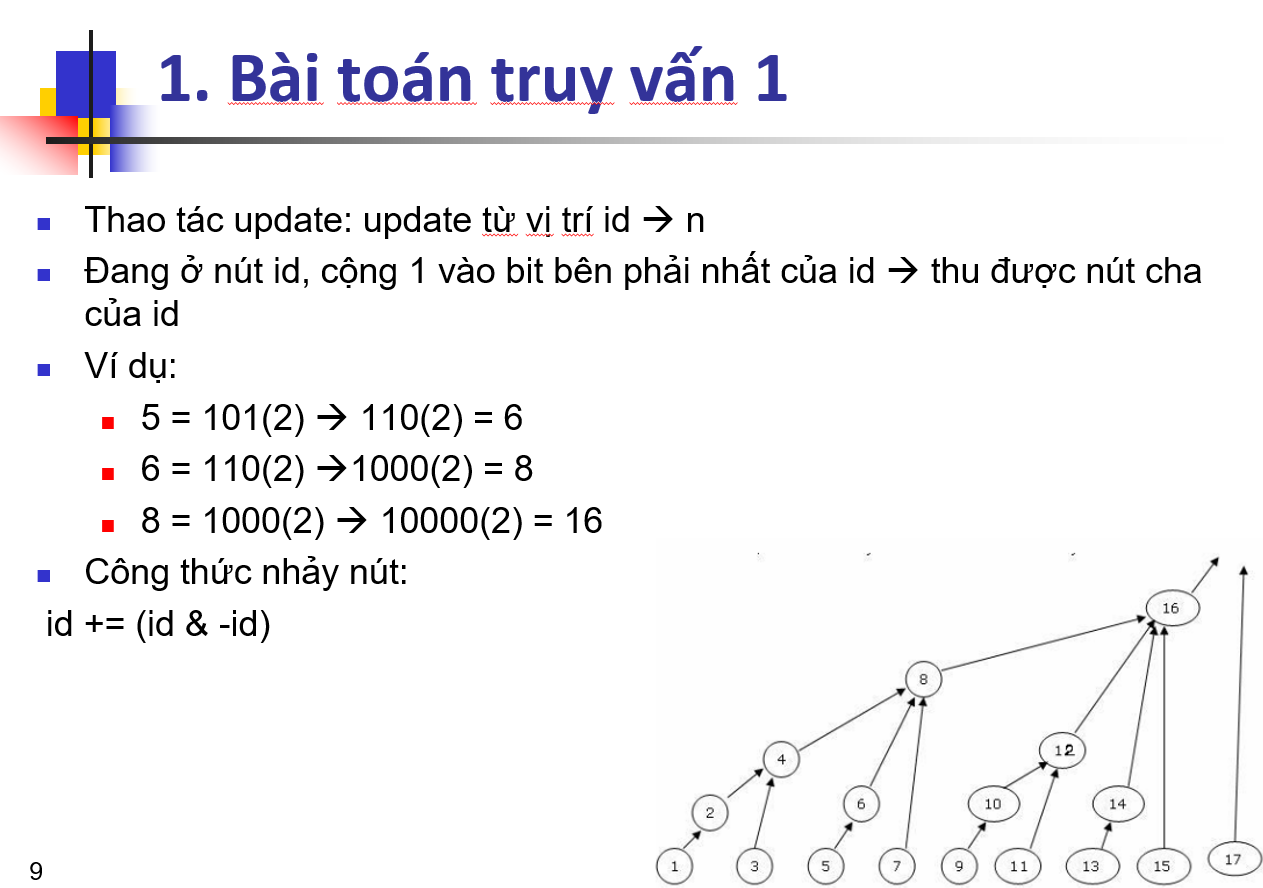 1. Bài toán truy vấn 1
Thao tác update: update từ vị trí id → n
Đang ở nút id, cộng 1 vào bit bên phải nhất của id → thu được nút cha
của id
Ví dụ:
5 = 101(2) → 110(2) = 6
6 = 110(2) →1000(2) = 8
8 = 1000(2) → 10000(2) = 16
Công thức nhảy nút:
id += (id & -id)
16
8
12
4
10
14
6
2
1
3
5
7
9
11
13
15
17
9